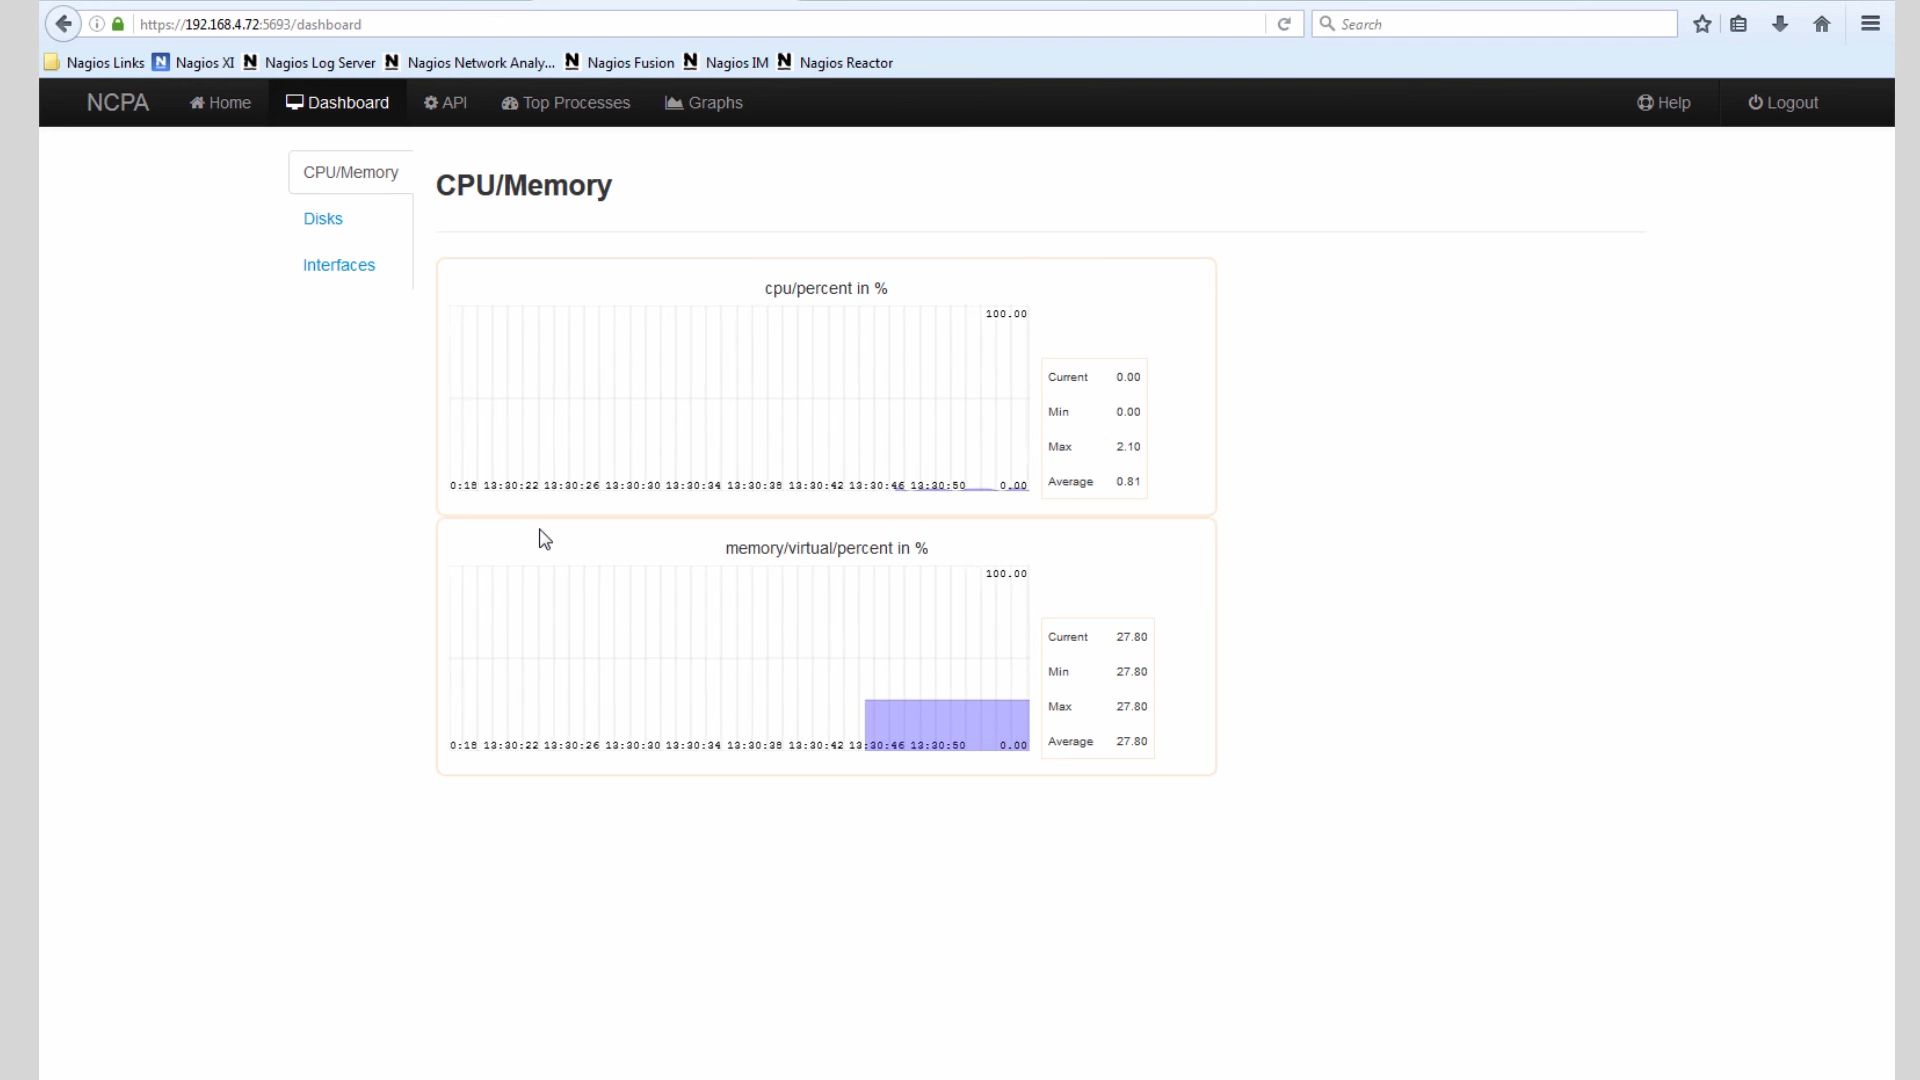 https://192.168.4.72:5693/dashboard
Search
Nagios Links Nagios XI Nagios Log Server Nagios Network Analy... Nagios Fusion Nagios IM Nagios Reactor
NCPA Home Dashboard API Top Processes Graphs Help Logout
CPU/Memory
Disks
Interfaces
CPU/Memory
cpu/percent in %
100.00
0:18 13:30:22 13:30:26 13:30:30 13:30:34 13:30:38 13:30:42 13:30:46 13:30:50 0.00
Current 0.00
Min 0.00
Max 2.10
Average 0.81
memory/virtual/percent in %
100.00
0:18 13:30:22 13:30:26 13:30:30 13:30:34 13:30:38 13:30:42 13:30:46 13:30:50 0.00
Current 27.80
Min 27.80
Max 27.80
Average 27.80